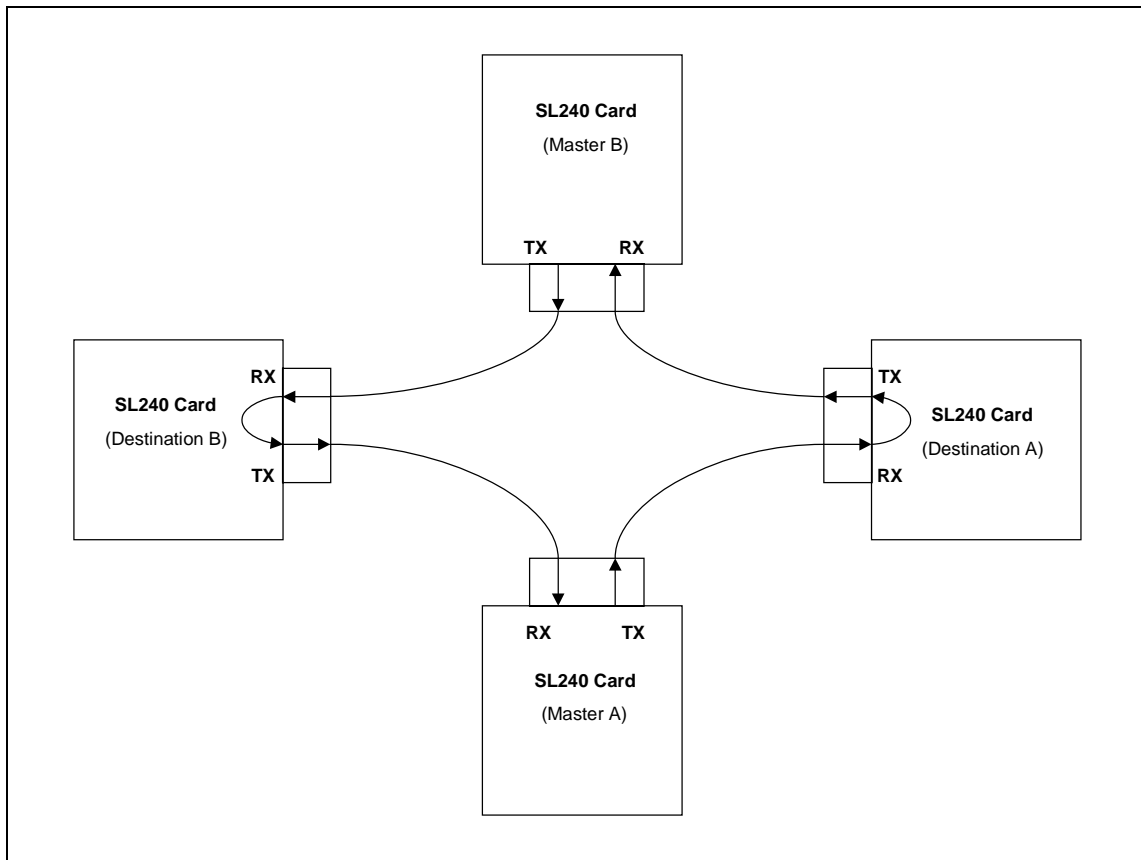 SL240 Card
(Master B)
TX RX
RX
SL240 Card
(Destination B)
TX
TX
SL240 Card
(Destination A)
RX
RX TX
SL240 Card
(Master A)